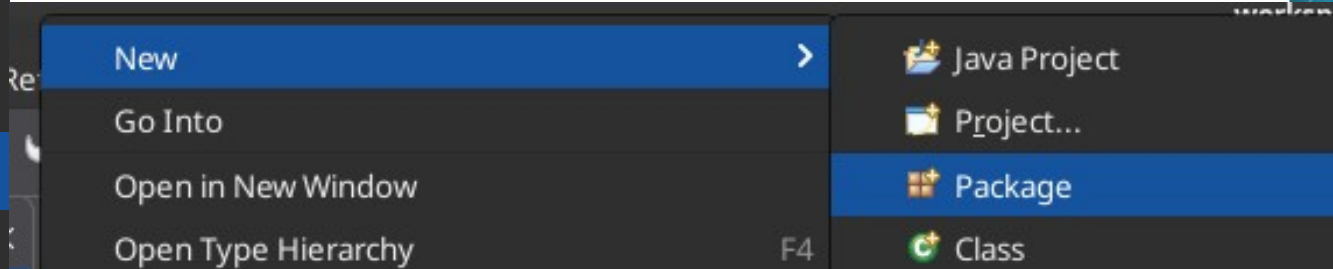 New
Go Into
Open in New Window
Open Type Hierarchy F4
Java Project
Project...
Package
Class